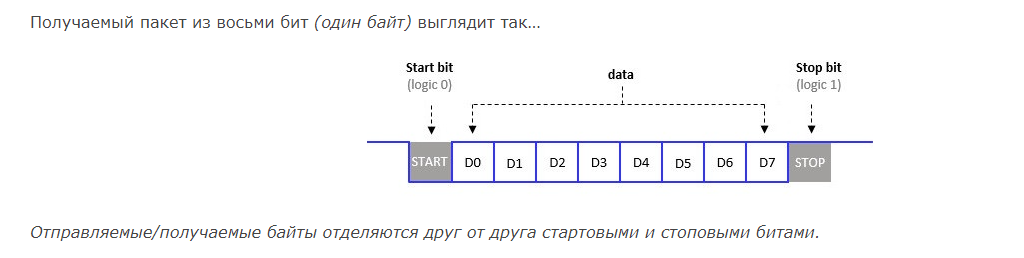 Получаемый пакет из восьми бит (один байт) выглядит так…
Start bit
(logic 0)
data
Stop bit
(logic 1)
START D0 D1 D2 D3 D4 D5 D6 D7 STOP
Отправляемые/получаемые байты отделяются друг от друга стартовыми и стоповыми битами.